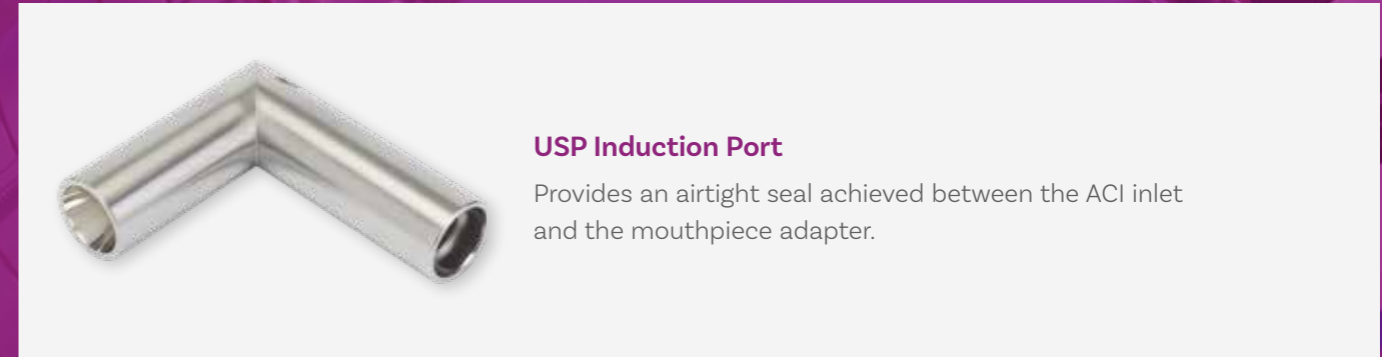 USP Induction Port
Provides an airtight seal achieved between the ACI inlet
and the mouthpiece adapter.